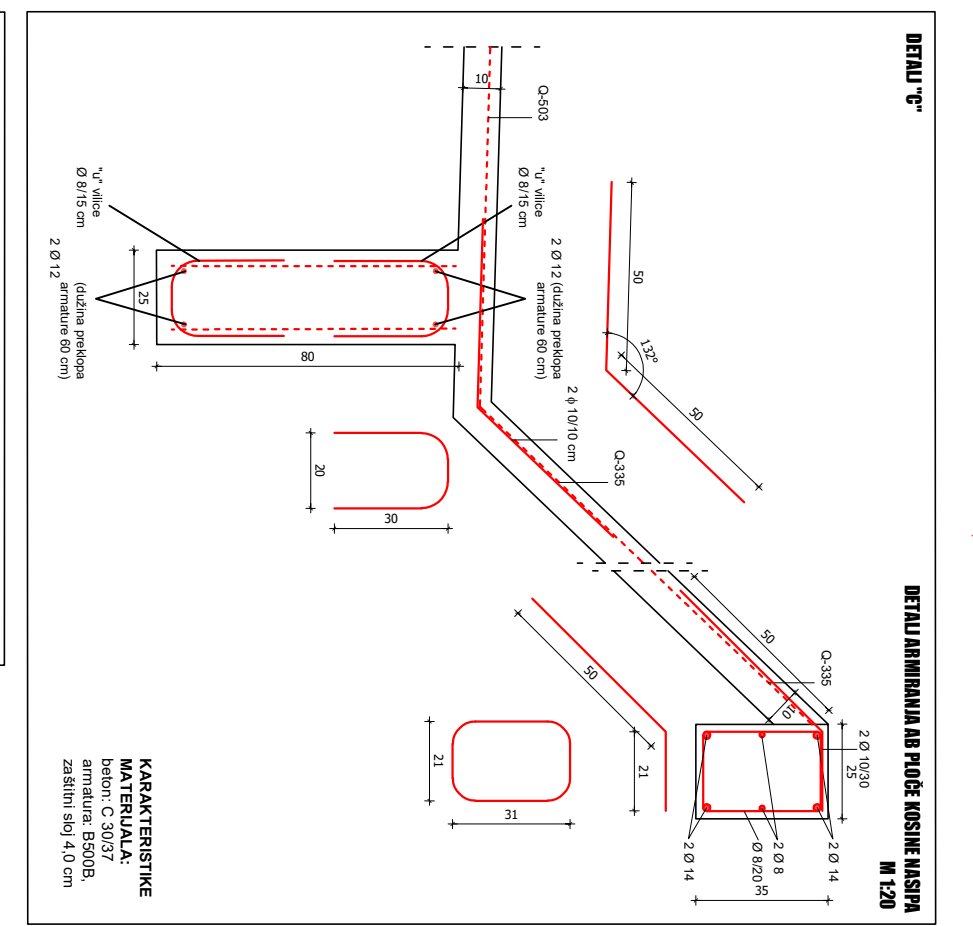 DETALJ "C"
DETALJ ARMIRANJA AB PLOČE KOSINE NASIPA
M 1:20
Q-503
10
"u" vilice
Ø 8/15 cm
"u" vilice
Ø 8/15 cm
2 Ø 12 (dužina preklopa
armature 60 cm)
2 Ø 12 (dužina preklopa
armature 60 cm)
25
80
50
132°
50
2 ϕ 10/10 cm
Q-335
20
30
50
Q-335
10
2 Ø 10/30
25
2 Ø 14
2 Ø 8
Ø 8/20
2 Ø 14
35
50
21
21
31
KARAKTERISTIKE
MATERIJALA:
beton: C 30/37
armatura: B500B,
zaštitni sloj 4,0 cm